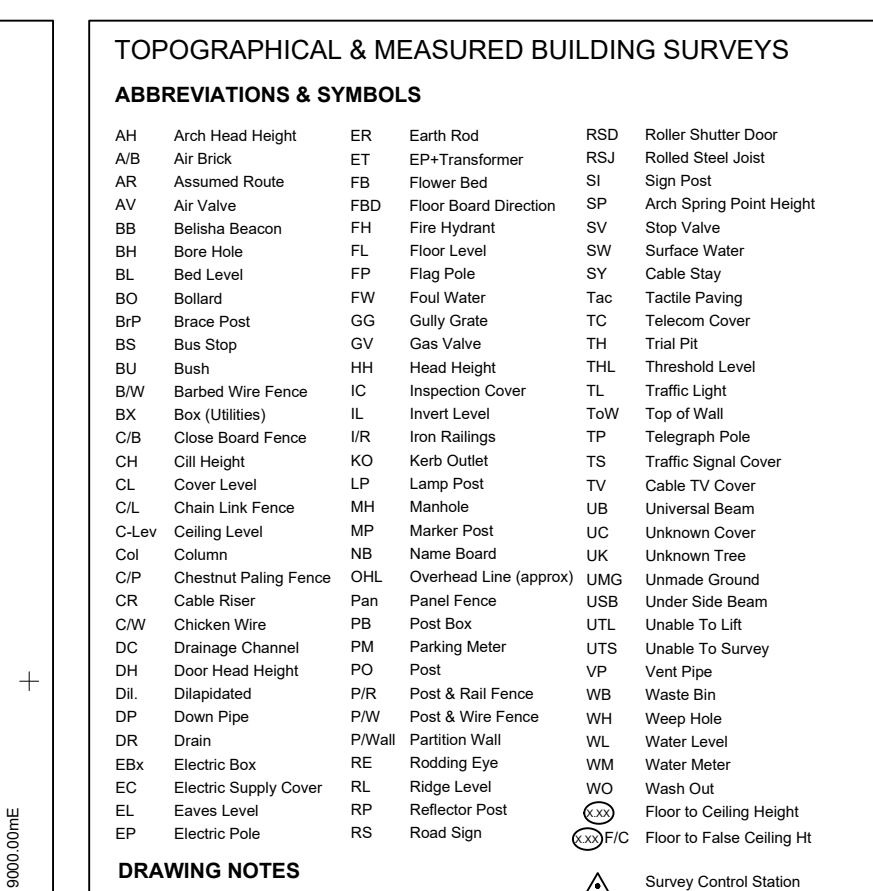 TOPOGRAPHICAL & MEASURED BUILDING SURVEYS
ABBREVIATIONS & SYMBOLS
AH Arch Head Height
A/B Air Brick
AR Assumed Route
AV Air Valve
BB Belisha Beacon
BH Bore Hole
BL Bed Level
BO Bollard
BrP Brace Post
BS Bus Stop
BU Bush
B/W Barbed Wire Fence
BX Box (Utilities)
C/B Close Board Fence
CH Cill Height
CL Cover Level
C/L Chain Link Fence
C-Lev Ceiling Level
Col Column
C/P Chestnut Paling Fence
CR Cable Riser
C/W Chicken Wire
DC Drainage Channel
DH Door Head Height
Dil. Dilapidated
DP Down Pipe
DR Drain
EBx Electric Box
EC Electric Supply Cover
EL Eaves Level
EP Electric Pole
ER Earth Rod
ET EP+Transformer
FB Flower Bed
FBD Floor Board Direction
FH Fire Hydrant
FL Floor Level
FP Flag Pole
FW Foul Water
GG Gully Grate
GV Gas Valve
HH Head Height
IC Inspection Cover
IL Invert Level
I/R Iron Railings
KO Kerb Outlet
LP Lamp Post
MH Manhole
MP Marker Post
NB Name Board
OHL Overhead Line (approx)
Pan Panel Fence
PB Post Box
PM Parking Meter
PO Post
P/R Post & Rail Fence
P/W Post & Wire Fence
P/Wall Partition Wall
RE Rodding Eye
RL Ridge Level
RP Reflector Post
RS Road Sign
RSD Roller Shutter Door
RSJ Rolled Steel Joist
SI Sign Post
SP Arch Spring Point Height
SV Stop Valve
SW Surface Water
SY Cable Stay
Tac Tactile Paving
TC Telecom Cover
TH Trial Pit
THL Threshold Level
TL Traffic Light
ToW Top of Wall
TP Telegraph Pole
TS Traffic Signal Cover
TV Cable TV Cover
UB Universal Beam
UC Unknown Cover
UK Unknown Tree
UMG Unmade Ground
USB Under Side Beam
UTL Unable To Lift
UTS Unable To Survey
VP Vent Pipe
WB Waste Bin
WH Weep Hole
WL Water Level
WM Water Meter
WO Wash Out
x.xx Floor to Ceiling Height
x.xx F/C Floor to False Ceiling Ht
Survey Control Station
DRAWING NOTES
9000.00mE